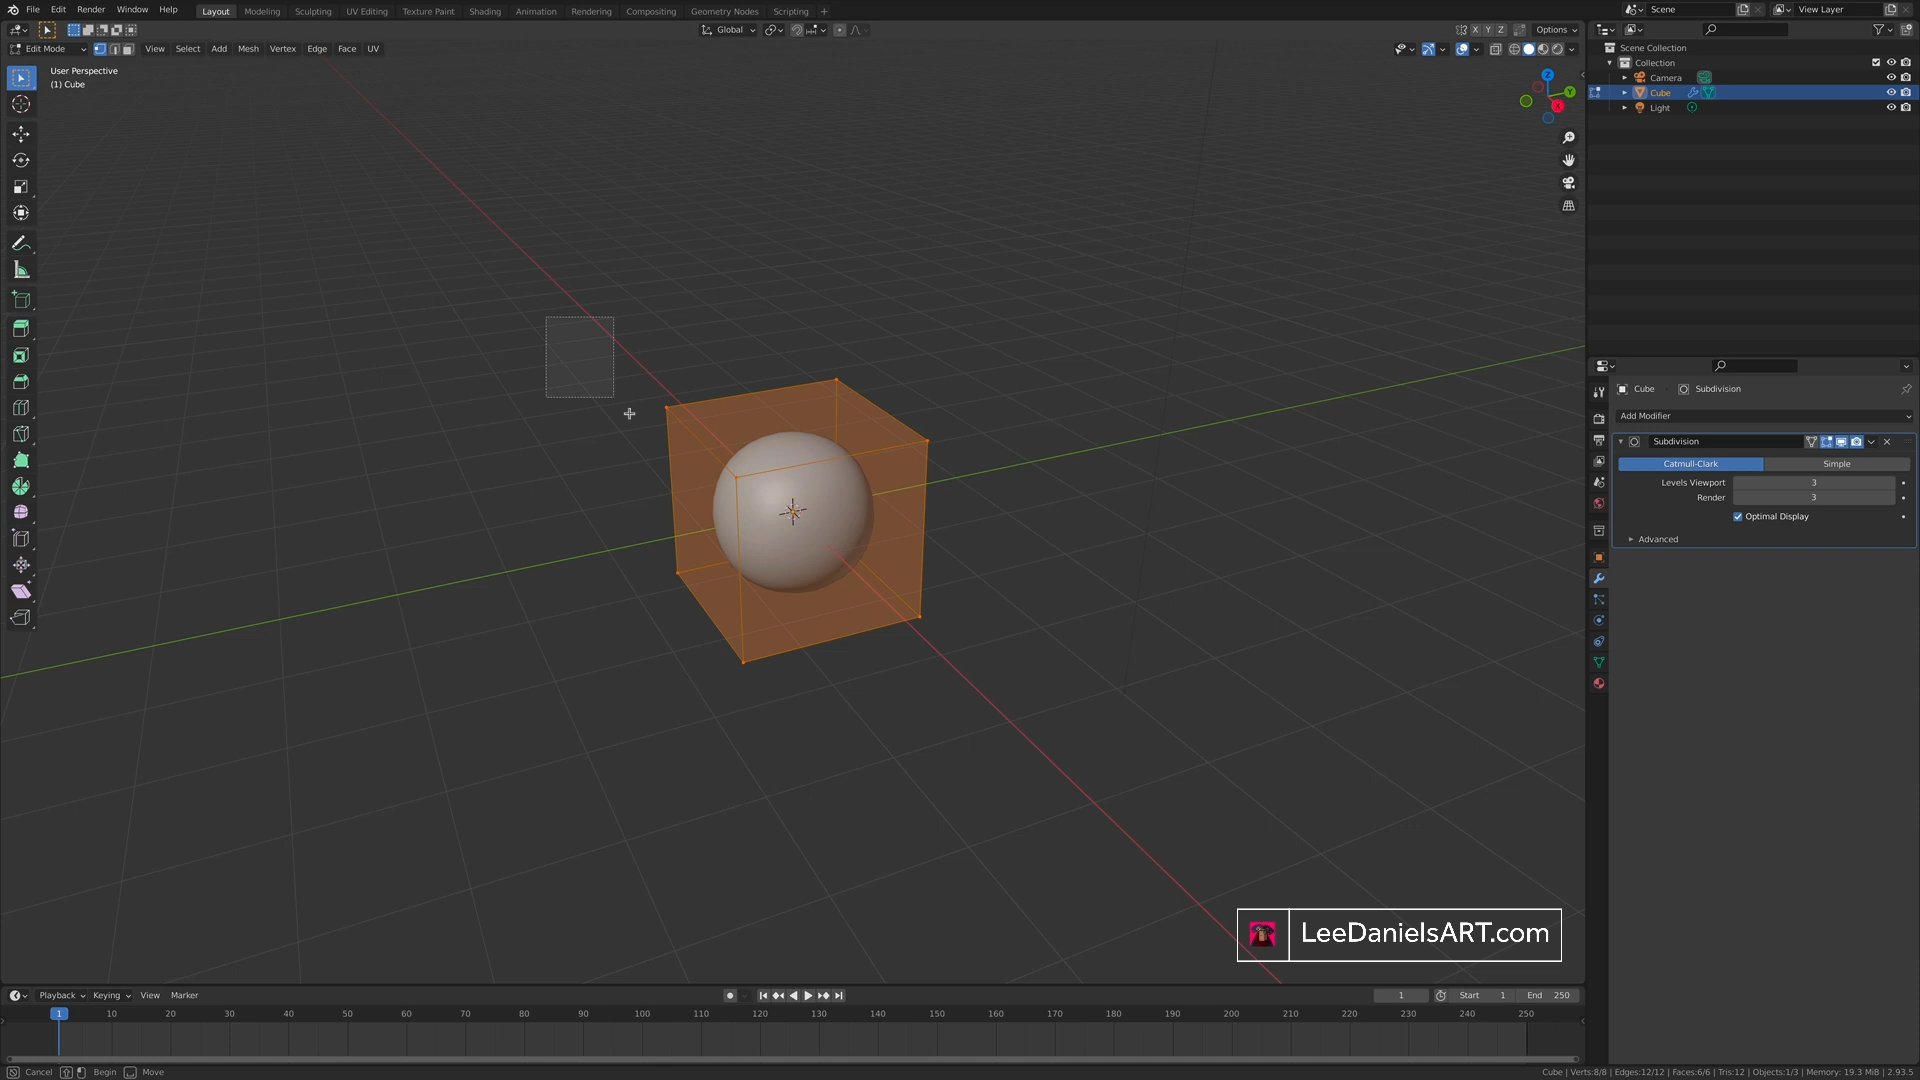 File Edit Render Window Help Layout Modeling Sculpting UV Editing Texture Paint Shading Animation Rendering Compositing Geometry Nodes Scripting + Scene View Layer
Global X Y Z Options
Edit Mode View Select Add Mesh Vertex Edge Face UV
User Perspective
(1) Cube
Z
Y
X
Scene Collection
Collection
Camera
Cube
Light
Cube Subdivision
Add Modifier
Subdivision
Catmull-Clark Simple
Levels Viewport 3
Render 3
Optimal Display
Advanced
LeeDanielsART.com
Playback Keying View Marker 1 Start 1 End 250
1 10 20 30 40 50 60 70 80 90 100 110 120 130 140 150 160 170 180 190 200 210 220 230 240 250
Cancel Begin Move Cube | Verts:8/8 | Edges:12/12 | Faces:6/6 | Tris:12 | Objects:1/3 | Memory: 19.3 MiB | 2.93.5